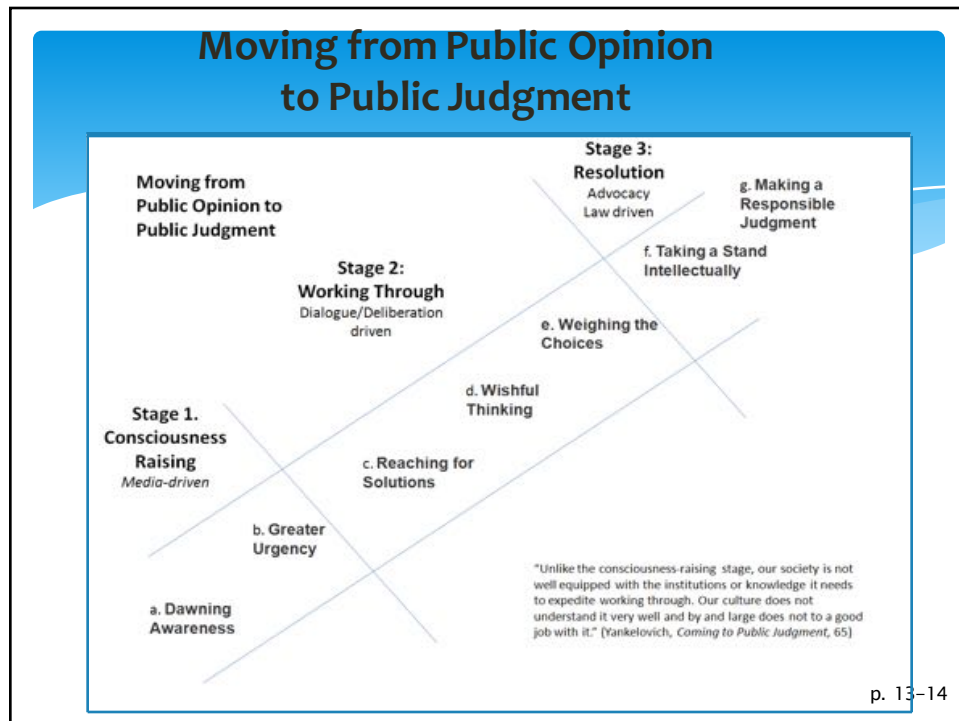 Moving from Public Opinion
to Public Judgment
Moving from
Public Opinion to
Public Judgment
Stage 3:
Resolution
Advocacy
Law driven
g. Making a
Responsible
Judgment
f. Taking a Stand
Intellectually
Stage 2:
Working Through
Dialogue/Deliberation
driven
e. Weighing the
Choices
d. Wishful
Thinking
Stage 1.
Consciousness
Raising
Media-driven
c. Reaching for
Solutions
b. Greater
Urgency
a. Dawning
Awareness
"Unlike the consciousness-raising stage, our society is not
well equipped with the institutions or knowledge it needs
to expedite working through. Our culture does not
understand it very well and by and large does not to a good
job with it." (Yankelovich, Coming to Public Judgment, 65)
p. 13-14